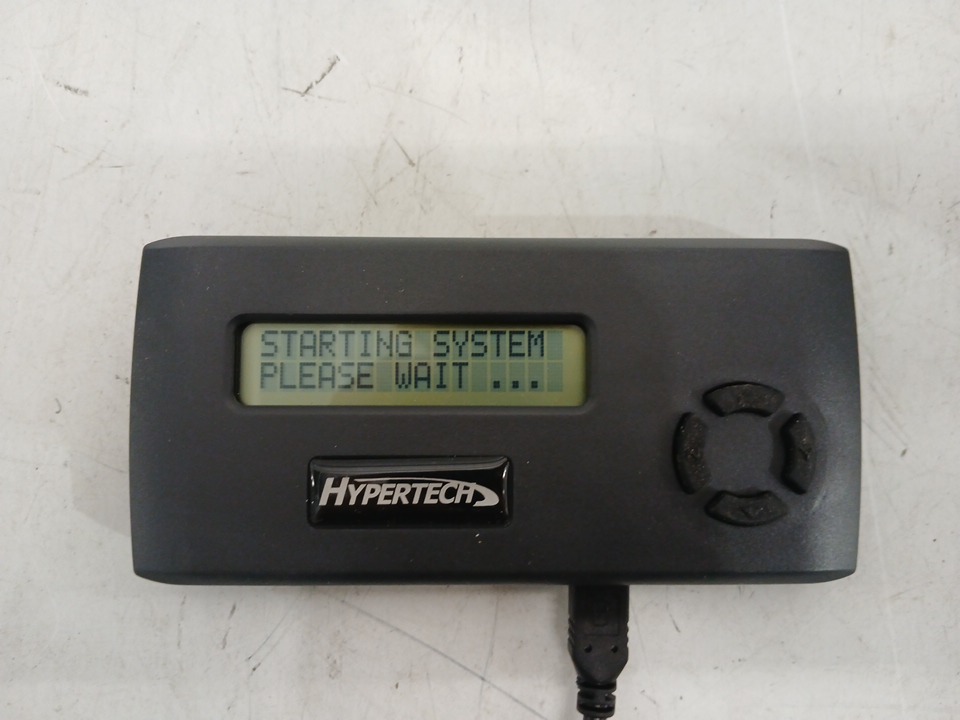 STARTING SYSTEM
PLEASE WAIT ...
HYPERTECH